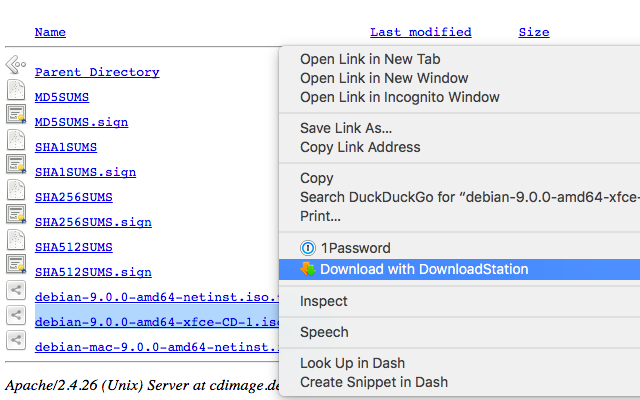 Name Last modified Size
Parent Directory
MD5SUMS
MD5SUMS.sign
SHA1SUMS
SHA1SUMS.sign
SHA256SUMS
SHA256SUMS.sign
SHA512SUMS
SHA512SUMS.sign
debian-9.0.0-amd64-netinst.iso.
debian-9.0.0-amd64-xfce-CD-1.iso
debian-mac-9.0.0-amd64-netinst.
Apache/2.4.26 (Unix) Server at cdimage.de
Open Link in New Tab
Open Link in New Window
Open Link in Incognito Window
Save Link As...
Copy Link Address
Copy
Search DuckDuckGo for “debian-9.0.0-amd64-xfce-
Print...
1Password
Download with DownloadStation
Inspect
Speech
Look Up in Dash
Create Snippet in Dash